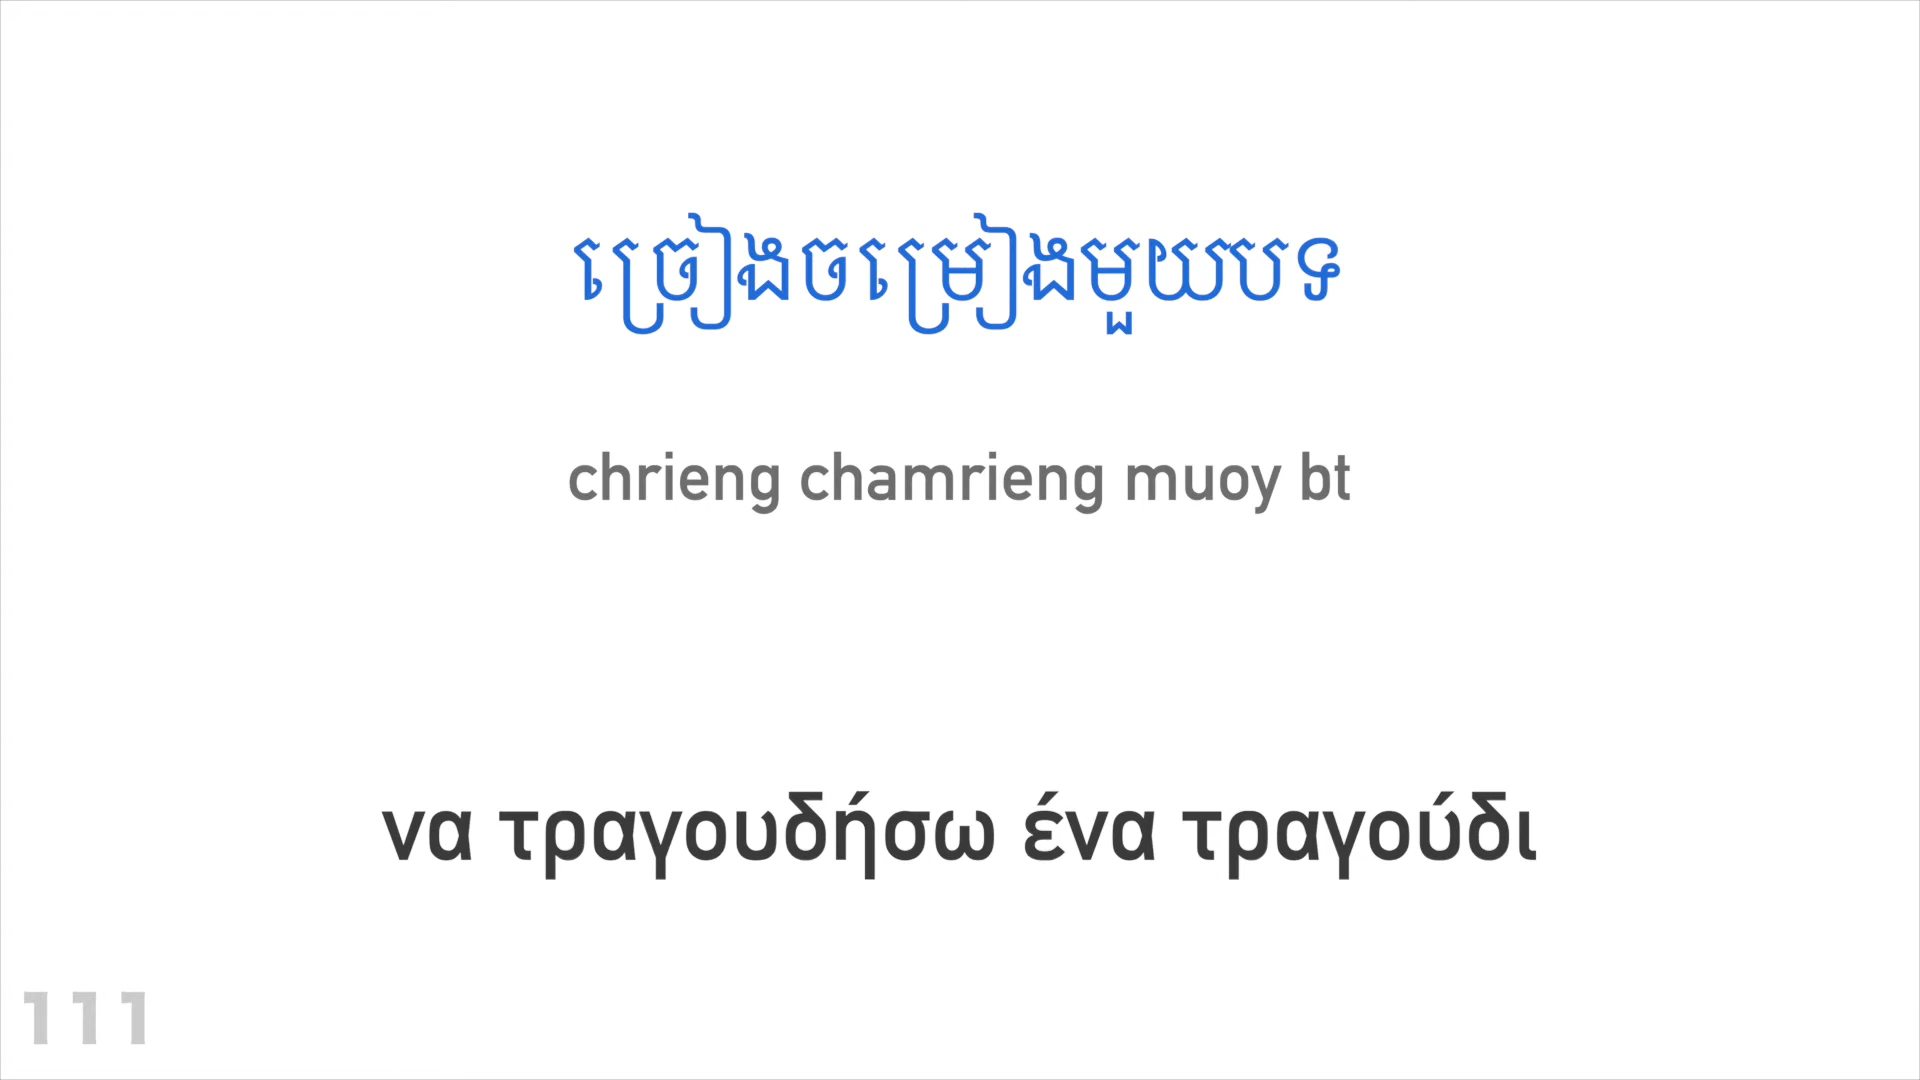 ច្រៀងចម្រៀងមួយបទ
chrieng chamrieng muoy bt
να τραγουδήσω ένα τραγούδι
111